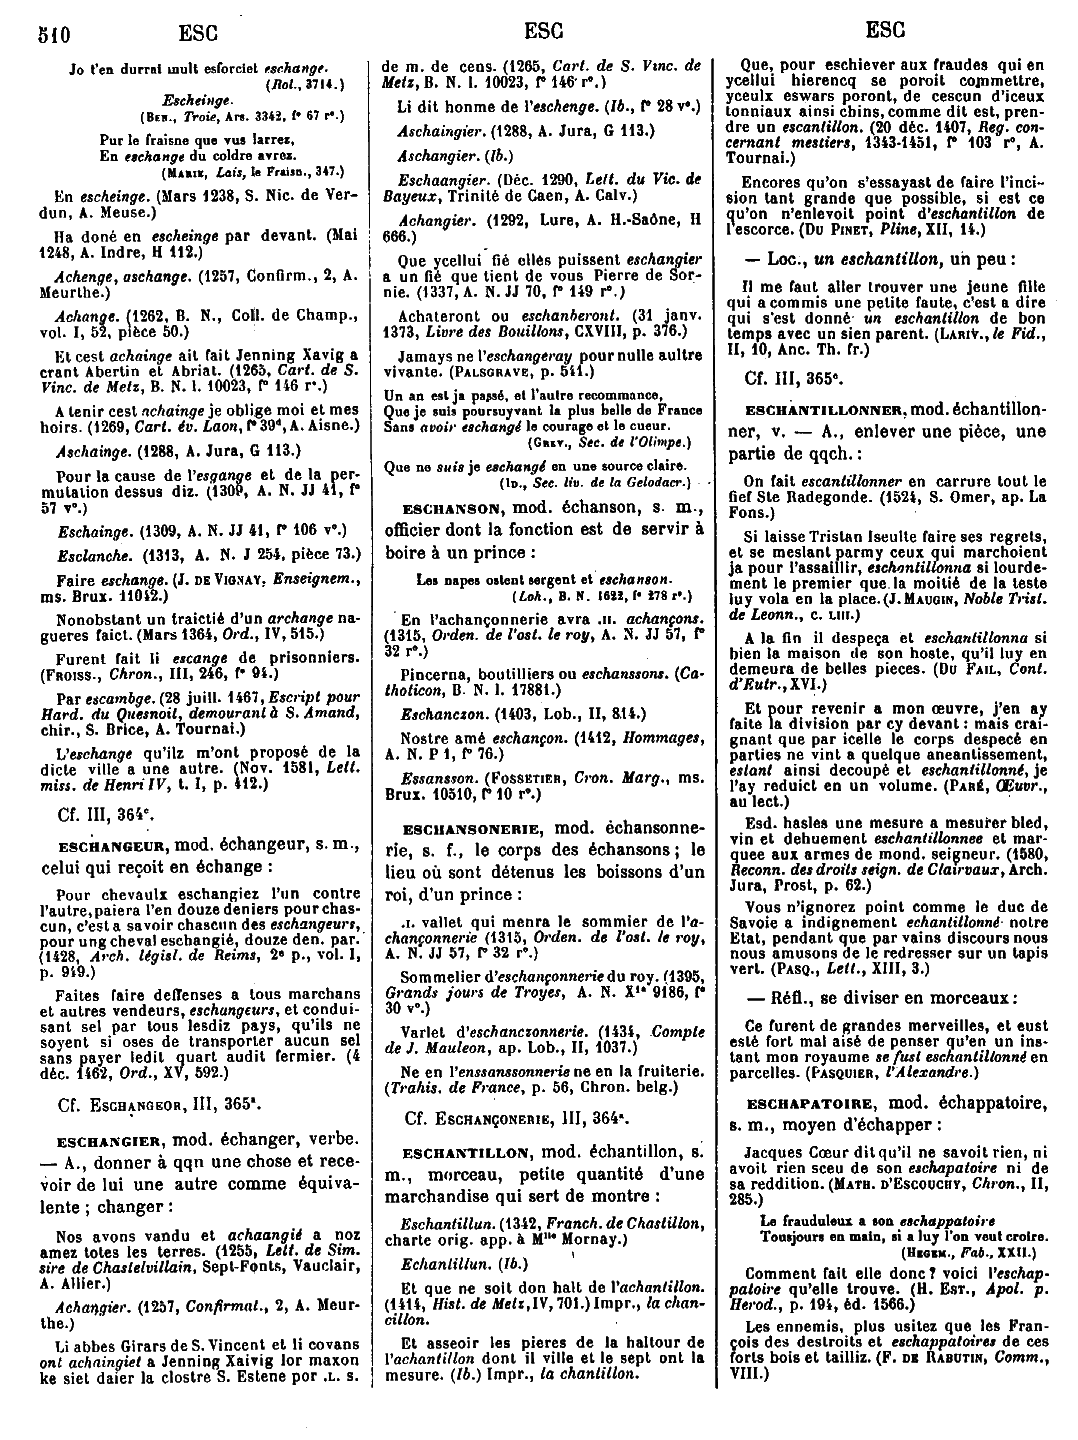 510 ESC ESC ESC
Jo t'en durrai mult esforciet eschange.
(Rol., 3714.)
Escheinge.
(Ben., Troie, Ars. 3342, f° 67 r°.)
Pur le fraisne que vus larrez,
En eschange du coldre avrez.
(Marie, Lais, le Fraisn., 347.)
En escheinge. (Mars 1238, S. Nic. de Ver-
dun, A. Meuse.)
Ha doné en escheinge par devant. (Mai
1248, A. Indre, H 112.)
Achenge, aschange. (1257, Confirm., 2, A.
Meurthe.)
Achange. (1262, B. N., Coll. de Champ.,
vol. I, 52, pièce 50.)
Et cest achainge ait fait Jenning Xavig a
crant Abertin et Abriat. (1265, Cart. de S.
Vinc. de Metz, B. N. l. 10023, f° 146 r°.)
A tenir cest achainge je oblige moi et mes
hoirs. (1269, Cart. év. Laon, f° 39ᵈ, A. Aisne.)
Aschainge. (1288, A. Jura, G 113.)
Pour la cause de l'esgange et de la per-
mutation dessus diz. (1309, A. N. JJ 41, f°
57 v°.)
Eschoinge. (1309, A. N. JJ 41, f° 106 v°.)
Esclanche. (1313, A. N. J 254, pièce 73.)
Faire eschange. (J. de Vignay, Enseignem.,
ms. Brux. 11042.)
Nonobstant un traictié d'un archange na-
gueres faict. (Mars 1364, Ord., IV, 515.)
Furent fait li escange de prisonniers.
(Froiss., Chron., III, 246, f° 94.)
Par escambge. (28 juill. 1467, Escript pour
Hard. du Quesnoit, demourant à S. Amand,
chir., S. Brice, A. Tournai.)
L'eschange qu'ilz m'ont proposé de la
dicte ville a une autre. (Nov. 1581, Lett.
miss. de Henri IV, t. I, p. 412.)
Cf. III, 364ᶜ.
ESCHANGEUR, mod. échangeur, s. m.,
celui qui reçoit en échange :
Pour chevaulx eschangiez l'un contre
l'autre, paiera l'en douze deniers pour chas-
cun, c'est a savoir chascun des eschangeurs,
pour ung cheval eschangié, douze den. par.
(1428, Arch. législ. de Reims, 2ᵉ p., vol. I,
p. 949.)
Faites faire deffenses a tous marchans
et autres vendeurs, eschangeurs, et condui-
sant sel par tous lesdiz pays, qu'ils ne
soyent si oses de transporter aucun sel
sans payer ledit quart audit fermier. (4
déc. 1462, Ord., XV, 592.)
Cf. Eschangeor, III, 365ᵃ.
ESCHANGIER, mod. échanger, verbe.
— A., donner à qqn une chose et rece-
voir de lui une autre comme équiva-
lente ; changer :
Nos avons vandu et achaangié a noz
amez totes les terres. (1255, Lett. de Sim.
sire de Chastelvillain, Sept-Fonts, Vauclair,
A. Allier.)
Achangier. (1257, Confirmat., 2, A. Meur-
the.)
Li abbes Girars de S. Vincent et li covans
ont achaingiet a Jenning Xaivig lor maxon
ke siet daier la clostre S. Estene por .L. s.
de m. de cens. (1265, Cart. de S. Vinc. de
Metz, B. N. l. 10023, f° 146 r°.)
Li dit honme de l'eschenge. (Ib., f° 28 v°.)
Aschaingier. (1288, A. Jura, G 113.)
Aschangier. (Ib.)
Eschaangier. (Déc. 1290, Lett. du Vic. de
Bayeux, Trinité de Caen, A. Calv.)
Achangier. (1292, Lure, A. H.-Saône, H
666.)
Que ycellui fié elles puissent eschangier
a un fié que tient de vous Pierre de Sor-
nie. (1337, A. N. JJ 70, f° 149 r°.)
Achateront ou eschanberont. (31 janv.
1373, Livre des Bouillons, CXVIII, p. 376.)
Jamays ne l'eschangeray pour nulle aultre
vivante. (Palsgrave, p. 541.)
Un an est ja passé, et l'autre recommance,
Que je suis poursuyvant la plus belle de France
Sans avoir eschangé le courage et le cueur.
(Grev., Sec. de l'Olimpe.)
Que ne suis je eschangé en une source claire.
(Id., Sec. liv. de la Gelodacr.)
ESCHANSON, mod. échanson, s. m.,
officier dont la fonction est de servir à
boire à un prince :
Les napes ostent sergent et eschanson.
(Loh., B. N. 1622, f° 278 r°.)
En l'achançonnerie avra .II. achançons.
(1315, Orden. de l'ost. le roy, A. N. JJ 57, f°
32 r°.)
Pincerna, boutilliers ou eschanssons. (Ca-
tholicon, B. N. l. 17881.)
Eschanczon. (1403, Lob., II, 814.)
Nostre amé eschançon. (1412, Hommages,
A. N. P 1, f° 76.)
Essansson. (Fossetier, Cron. Marg., ms.
Brux. 10510, f° 10 r°.)
ESCHANSONERIE, mod. échansonne-
rie, s. f., le corps des échansons ; le
lieu où sont détenus les boissons d'un
roi, d'un prince :
.I. vallet qui menra le sommier de l'a-
chançonnerie (1315, Orden. de l'ost. le roy,
A. N. JJ 57, f° 32 r°.)
Sommelier d'eschançonnerie du roy. (1395,
Grands jours de Troyes, A. N. X¹ᵃ 9186, f°
30 v°.)
Varlet d'eschanczonnerie. (1434, Compte
de J. Mauleon, ap. Lob., II, 1037.)
Ne en l'enssanssonnerie ne en la fruiterie.
(Trahis. de France, p. 56, Chron. belg.)
Cf. Eschançonerie, III, 364ᵃ.
ESCHANTILLON, mod. échantillon, s.
m., morceau, petite quantité d'une
marchandise qui sert de montre :
Eschantillun. (1342, Franch. de Chastillon,
charte orig. app. à Mˡˡᵉ Mornay.)
Echantillun. (Ib.)
Et que ne soit don halt de l'achantillon.
(1414, Hist. de Metz, IV, 701.) Impr., la chan-
cillon.
Et asseoir les pieres de la haltour de
l'achantillon dont il ville et le sept ont la
mesure. (Ib.) Impr., la chantillon.
Que, pour eschiever aux fraudes qui en
ycellui hierencq se poroit commettre,
yceulx eswars poront, de cescun d'iceux
tonniaux ainsi chins, comme dit est, pren-
dre un escantillon. (20 déc. 1407, Reg. con-
cernant mestiers, 1343-1451, f° 103 r°, A.
Tournai.)
Encores qu'on s'essayast de faire l'inci-
sion tant grande que possible, si est ce
qu'on n'enlevoit point d'eschantillon de
l'escorce. (Du Pinet, Pline, XII, 14.)
— Loc., un eschantillon, un peu :
Il me faut aller trouver une jeune fille
qui a commis une petite faute, c'est a dire
qui s'est donné un eschantillon de bon
temps avec un sien parent. (Lariv., le Fid.,
II, 10, Anc. Th. fr.)
Cf. III, 365ᶜ.
ESCHANTILLONNER, mod. échantillon-
ner, v. — A., enlever une pièce, une
partie de qqch. :
On fait escantillonner en carrure tout le
fief Ste Radegonde. (1524, S. Omer, ap. La
Fons.)
Si laisse Tristan Iseulte faire ses regrets,
et se meslant parmy ceux qui marchoient
ja pour l'assaillir, eschantillonna si lourde-
ment le premier que la moitié de la teste
luy vola en la place. (J. Maugin, Noble Trist.
de Leonn., c. LIII.)
A la fin il despeça et eschantillonna si
bien la maison de son hoste, qu'il luy en
demeura de belles pieces. (Du Fail, Cont.
d'Eutr., XVI.)
Et pour revenir a mon œuvre, j'en ay
faite la division par cy devant : mais crai-
gnant que par icelle le corps despecé en
parties ne vint a quelque aneantissement,
estant ainsi decoupé et eschantillonné, je
l'ay reduict en un volume. (Paré, Œuvr.,
au lect.)
Esd. hasles une mesure a mesurer bled,
vin et dehuement eschantillonnee et mar-
quee aux armes de mond. seigneur. (1580,
Reconn. des droits seign. de Clairvaux, Arch.
Jura, Prost, p. 62.)
Vous n'ignorez point comme le duc de
Savoie a indignement echantillonné notre
Etat, pendant que par vains discours nous
nous amusons de le redresser sur un tapis
vert. (Pasq., Lett., XIII, 3.)
— Réfl., se diviser en morceaux :
Ce furent de grandes merveilles, et eust
esté fort mal aisé de penser qu'en un ins-
tant mon royaume se fust eschantillonné en
parcelles. (Pasquier, l'Alexandre.)
ESCHAPATOIRE, mod. échappatoire,
s. m., moyen d'échapper :
Jacques Cœur dit qu'il ne savoit rien, ni
avoit rien sceu de son eschapatoire ni de
sa reddition. (Math. d'Escouchy, Chron., II,
285.)
Le frauduleux a son eschappatoire
Tousjours en main, si a luy l'on veut croire.
(Hegem., Fab., XXII.)
Comment fait elle donc ? voici l'eschap-
patoire qu'elle trouve. (H. Est., Apol. p.
Herod., p. 194, éd. 1566.)
Les ennemis, plus usitez que les Fran-
çois des destroits et eschappatoires de ces
forts bois et tailliz. (F. de Rabutin, Comm.,
VIII.)